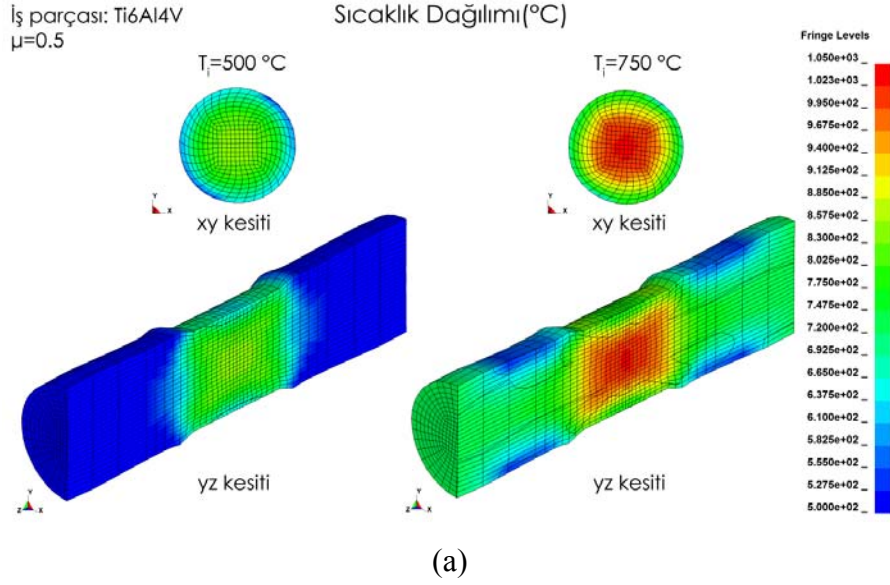 İş parçası: Ti6Al4V
μ=0.5
Sıcaklık Dağılımı(°C)
Ti=500 °C
Ti=750 °C
Y
X
xy kesiti
Y
X
xy kesiti
Y
Z
X
yz kesiti
Y
Z
X
yz kesiti
Fringe Levels
1.050e+03
1.023e+03
9.950e+02
9.675e+02
9.400e+02
9.125e+02
8.850e+02
8.575e+02
8.300e+02
8.025e+02
7.750e+02
7.475e+02
7.200e+02
6.925e+02
6.650e+02
6.375e+02
6.100e+02
5.825e+02
5.550e+02
5.275e+02
5.000e+02
(a)